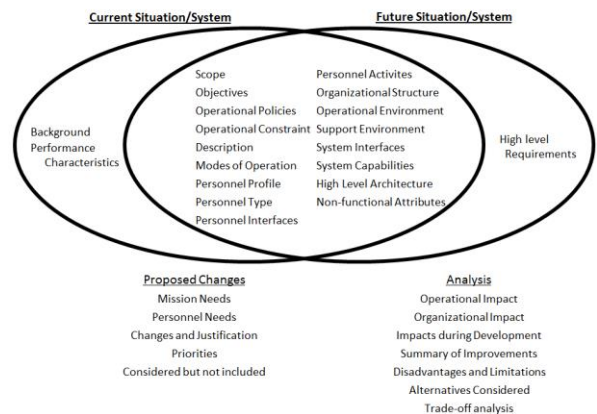 Current Situation/System
Future Situation/System
Background
Performance
Characteristics
Scope
Objectives
Operational Policies
Operational Constraint
Description
Modes of Operation
Personnel Profile
Personnel Type
Personnel Interfaces
Personnel Activites
Organizational Structure
Operational Environment
Support Environment
System Interfaces
System Capabilities
High Level Architecture
Non-functional Attributes
High level
Requirements
Proposed Changes
Mission Needs
Personnel Needs
Changes and Justification
Priorities
Considered but not included
Analysis
Operational Impact
Organizational Impact
Impacts during Development
Summary of Improvements
Disadvantages and Limitations
Alternatives Considered
Trade-off analysis